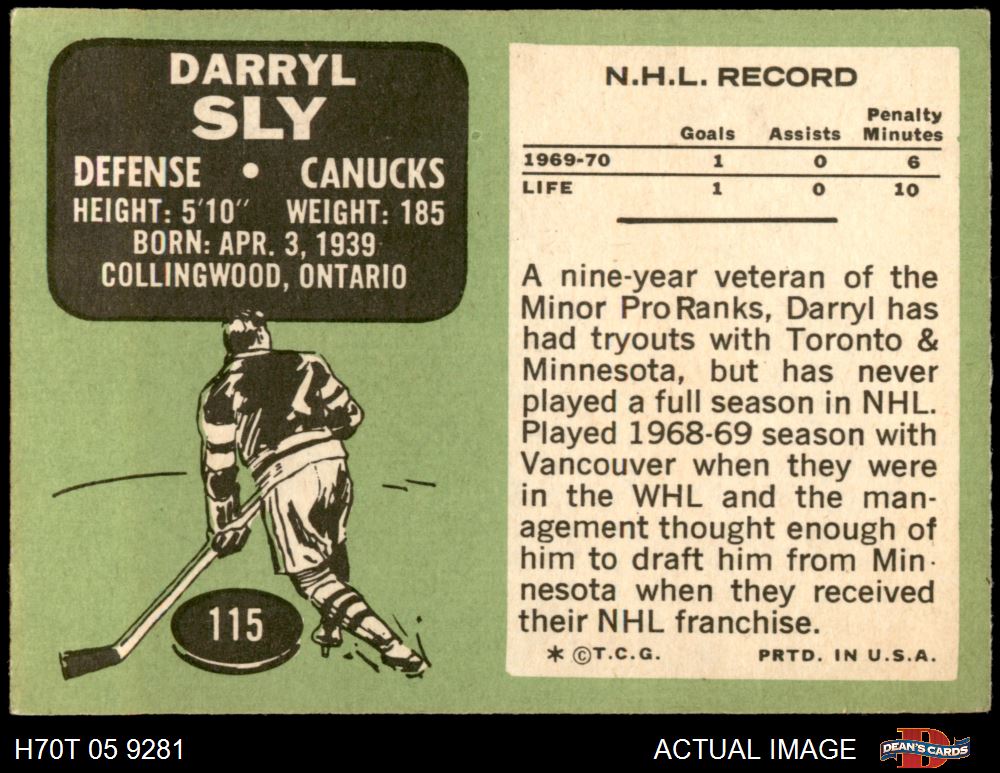 DARRYL
SLY
DEFENSE • CANUCKS
HEIGHT: 5'10" WEIGHT: 185
BORN: APR. 3, 1939
COLLINGWOOD, ONTARIO
115
N.H.L. RECORD
Goals Assists Penalty Minutes
1969-70 1 0 6
LIFE 1 0 10
A nine-year veteran of the
Minor Pro Ranks, Darryl has
had tryouts with Toronto &
Minnesota, but has never
played a full season in NHL.
Played 1968-69 season with
Vancouver when they were
in the WHL and the man-
agement thought enough of
him to draft him from Min-
nesota when they received
their NHL franchise.
* ©T.C.G. PRTD. IN U.S.A.
H70T 05 9281 ACTUAL IMAGE DEAN'S CARDS